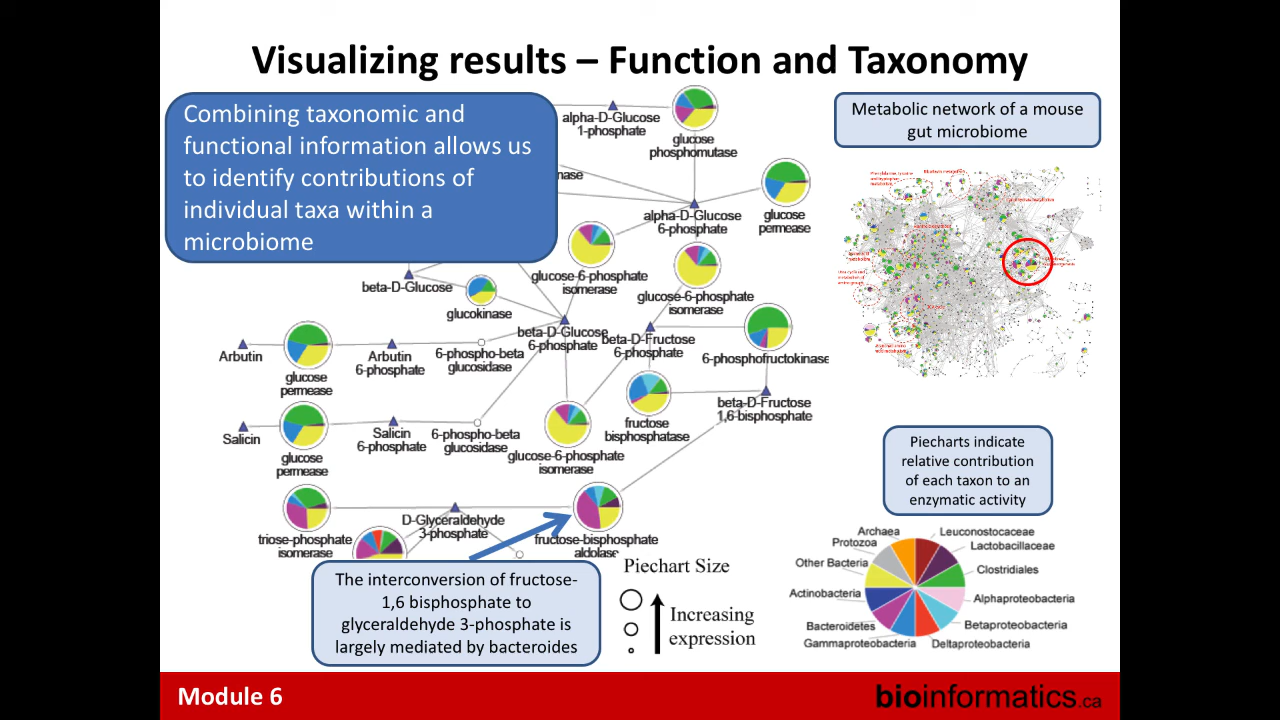 Visualizing results – Function and Taxonomy
Combining taxonomic and
functional information allows us
to identify contributions of
individual taxa within a
microbiome
Metabolic network of a mouse
gut microbiome
alpha-D-Glucose
1-phosphate
glucose
phosphomutase
nase
alpha-D-Glucose
6-phosphate
glucose
permease
glucose-6-phosphate
isomerase
glucose-6-phosphate
isomerase
beta-D-Glucose
glucokinase
beta-D-Glucose
6-phosphate
beta-D-Fructose
6-phosphate
6-phosphofructokinase
Arbutin
glucose
permease
Arbutin
6-phosphate
6-phospho-beta
glucosidase
fructose
bisphosphatase
beta-D-Fructose
1,6-bisphosphate
Salicin
glucose
permease
Salicin
6-phosphate
6-phospho-beta
glucosidase
glucose-6-phosphate
isomerase
triose-phosphate
isomerase
D-Glyceraldehyde
3-phosphate
fructose-bisphosphate
aldolase
Piecharts indicate
relative contribution
of each taxon to an
enzymatic activity
The interconversion of fructose-
1,6 bisphosphate to
glyceraldehyde 3-phosphate is
largely mediated by bacteroides
Piechart Size
Increasing
expression
Archaea
Protozoa
Other Bacteria
Actinobacteria
Bacteroidetes
Gammaproteobacteria
Leuconostocaceae
Lactobacillaceae
Clostridiales
Alphaproteobacteria
Betaproteobacteria
Deltaproteobacteria
Module 6
bioinformatics.ca